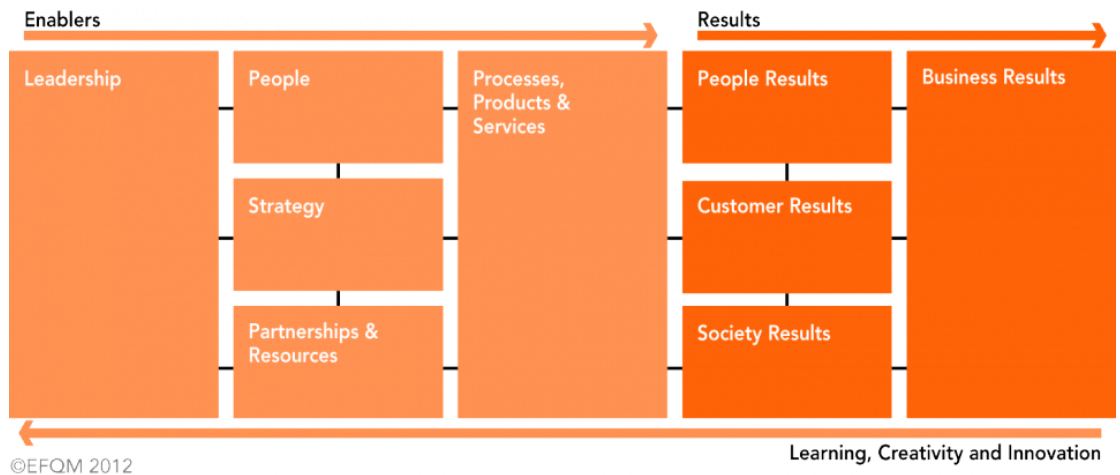 Enablers
Results
Leadership
People
Processes,
Products &
Services
People Results
Business Results
Strategy
Customer Results
Partnerships &
Resources
Society Results
Learning, Creativity and Innovation
©EFQM 2012